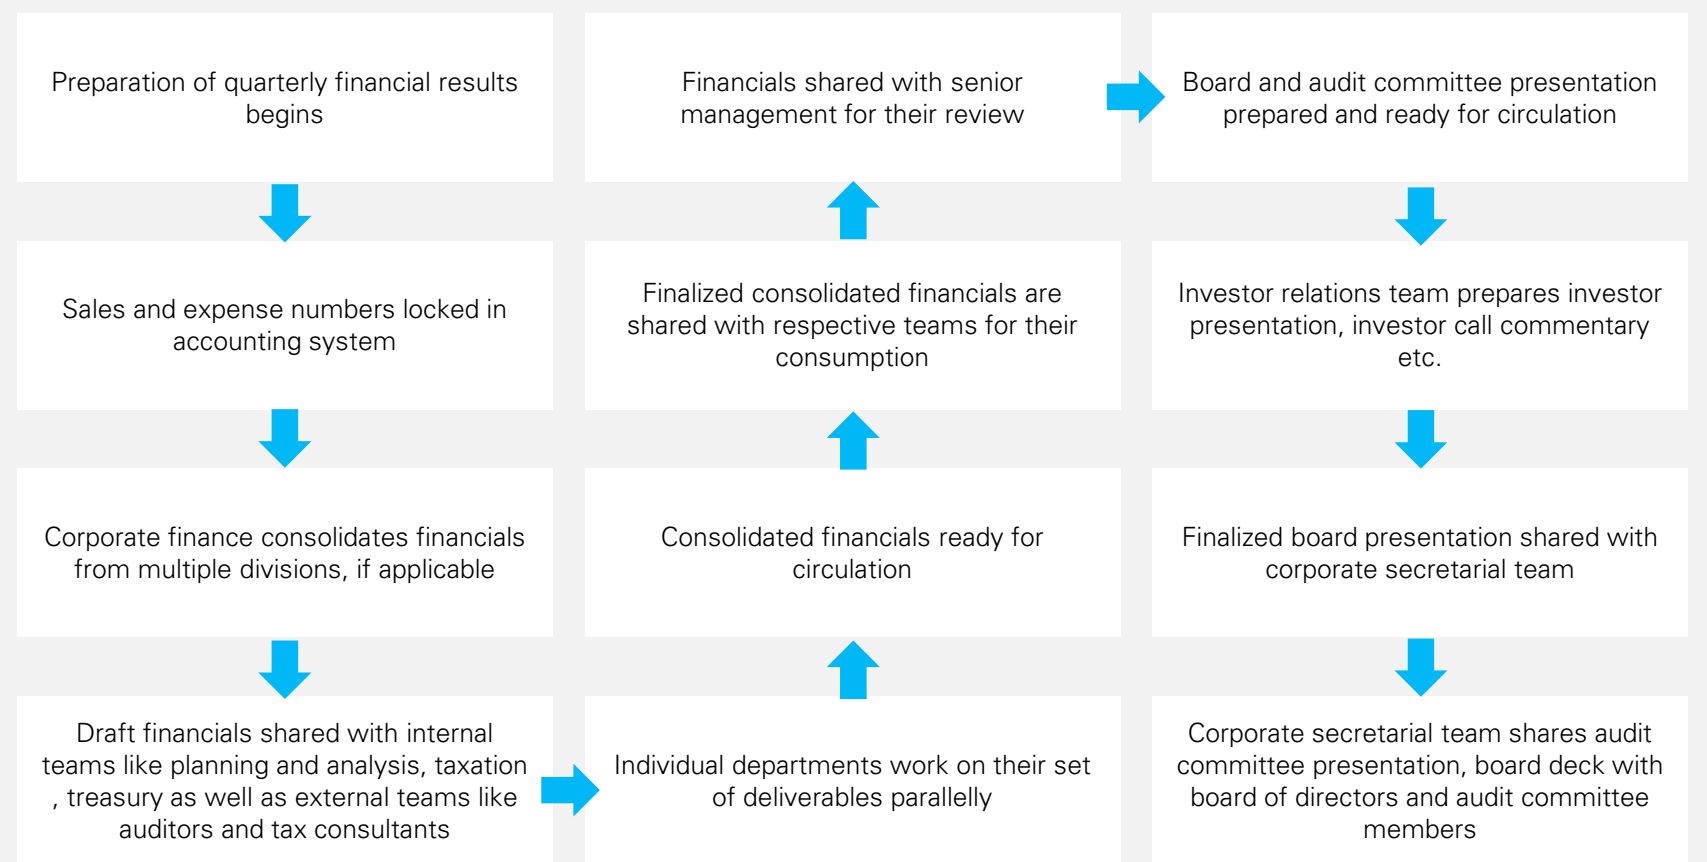 Preparation of quarterly financial results
begins
Sales and expense numbers locked in
accounting system
Corporate finance consolidates financials
from multiple divisions, if applicable
Draft financials shared with internal
teams like planning and analysis, taxation
, treasury as well as external teams like
auditors and tax consultants
Individual departments work on their set
of deliverables parallelly
Consolidated financials ready for
circulation
Finalized consolidated financials are
shared with respective teams for their
consumption
Financials shared with senior
management for their review
Board and audit committee presentation
prepared and ready for circulation
Investor relations team prepares investor
presentation, investor call commentary
etc.
Finalized board presentation shared with
corporate secretarial team
Corporate secretarial team shares audit
committee presentation, board deck with
board of directors and audit committee
members